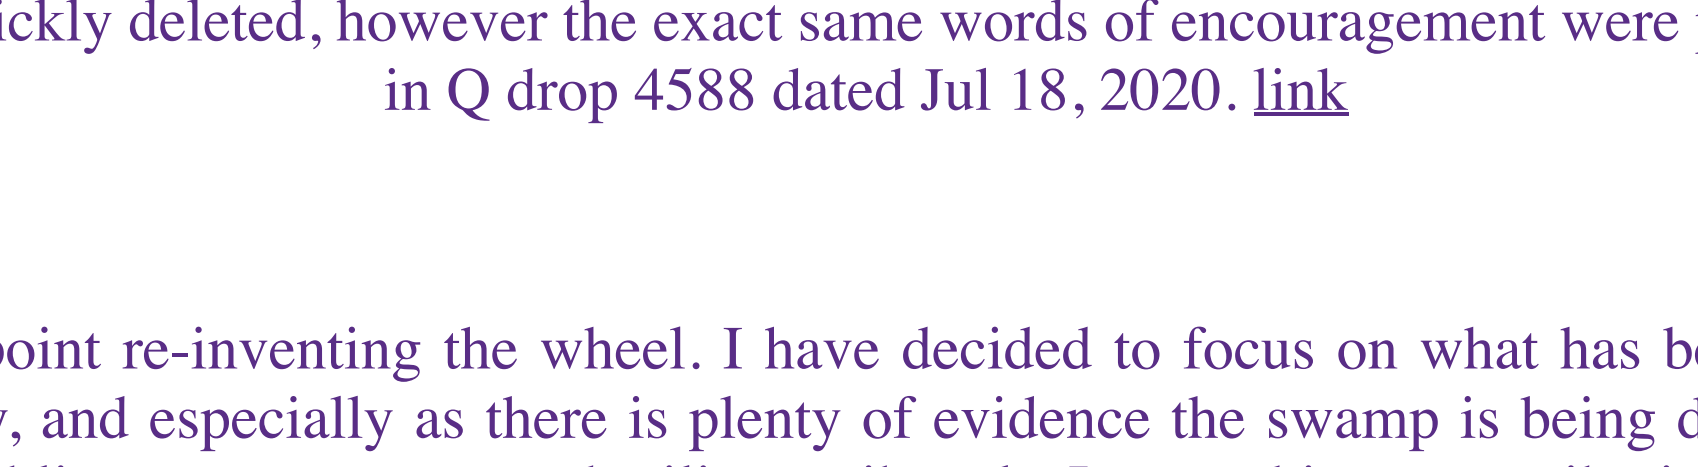 deleted, however the exact same words of encouragement were
in Q drop 4588 dated Jul 18, 2020. link
re-inventing the wheel. I have decided to focus on what has
and especially as there is plenty of evidence the swamp is being